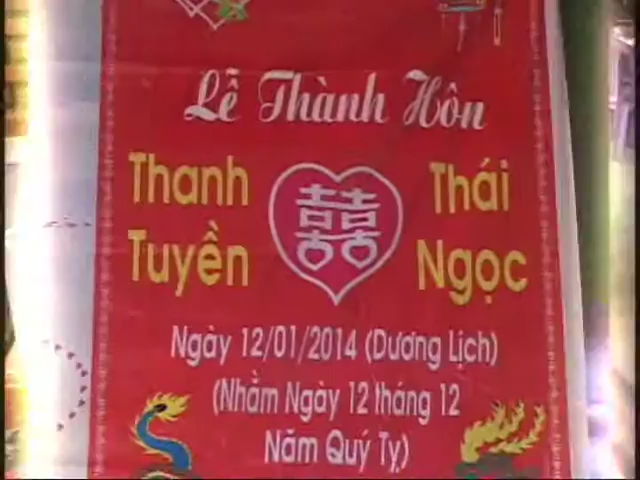 Lễ Thành Hôn
Thanh Tuyền
囍
Thái Ngọc
Ngày 12/01/2014 (Dương Lịch)
(Nhằm Ngày 12 tháng 12
Năm Quý Tỵ)